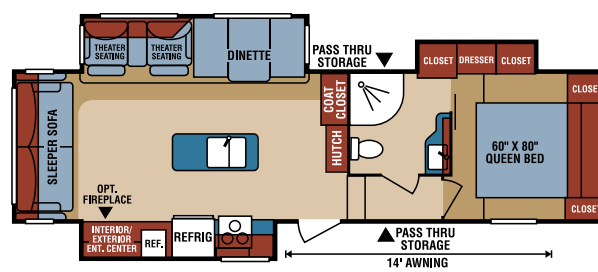 THEATER
SEATING
THEATER
SEATING
DINETTE
PASS THRU
STORAGE
CLOSET
DRESSER
CLOSET
SLEEPER SOFA
COAT
CLOSET
HUTCH
CLOSET
60" X 80"
QUEEN BED
CLOSET
OPT.
FIREPLACE
INTERIOR/
EXTERIOR
ENT. CENTER
REF.
REFRIG
PASS THRU
STORAGE
14' AWNING